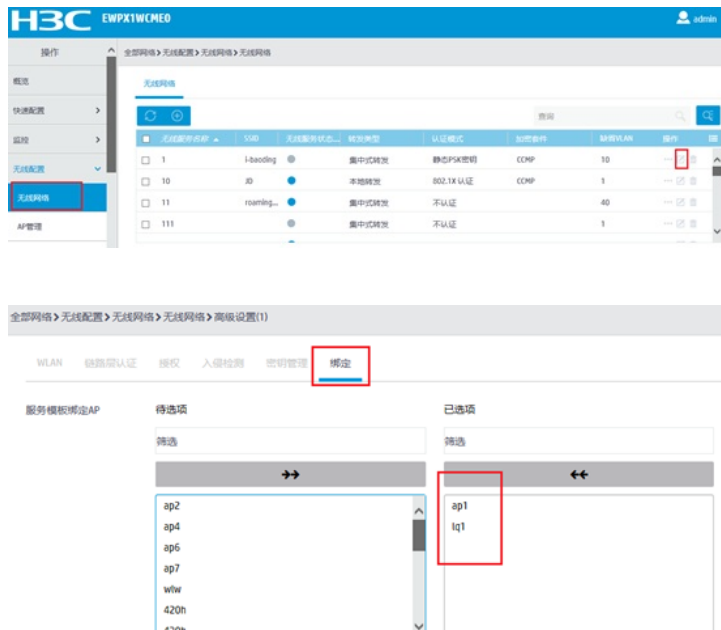 H3C EWPX1WCME0 admin
操作 全部网络>无线配置>无线网络>无线网络
概览 无线网络
快速配置
查询
监控 无线服务名称 SSID 无线服务状态... 转发类型 认证模式 加密套件 缺省VLAN 操作
1 i-baoding 集中式转发 静态PSK密钥 CCMP 10
无线配置
10 JD 本地转发 802.1X 认证 CCMP 1
无线网络 11 roaming... 集中式转发 不认证 40
AP管理 111 集中式转发 不认证 1
全部网络>无线配置>无线网络>无线网络>高级设置(1)
WLAN 链路层认证 授权 入侵检测 密钥管理 绑定
服务模板绑定AP 待选项 已选项
筛选 筛选
ap2 ap1
ap4 lq1
ap6
ap7
wlw
420h